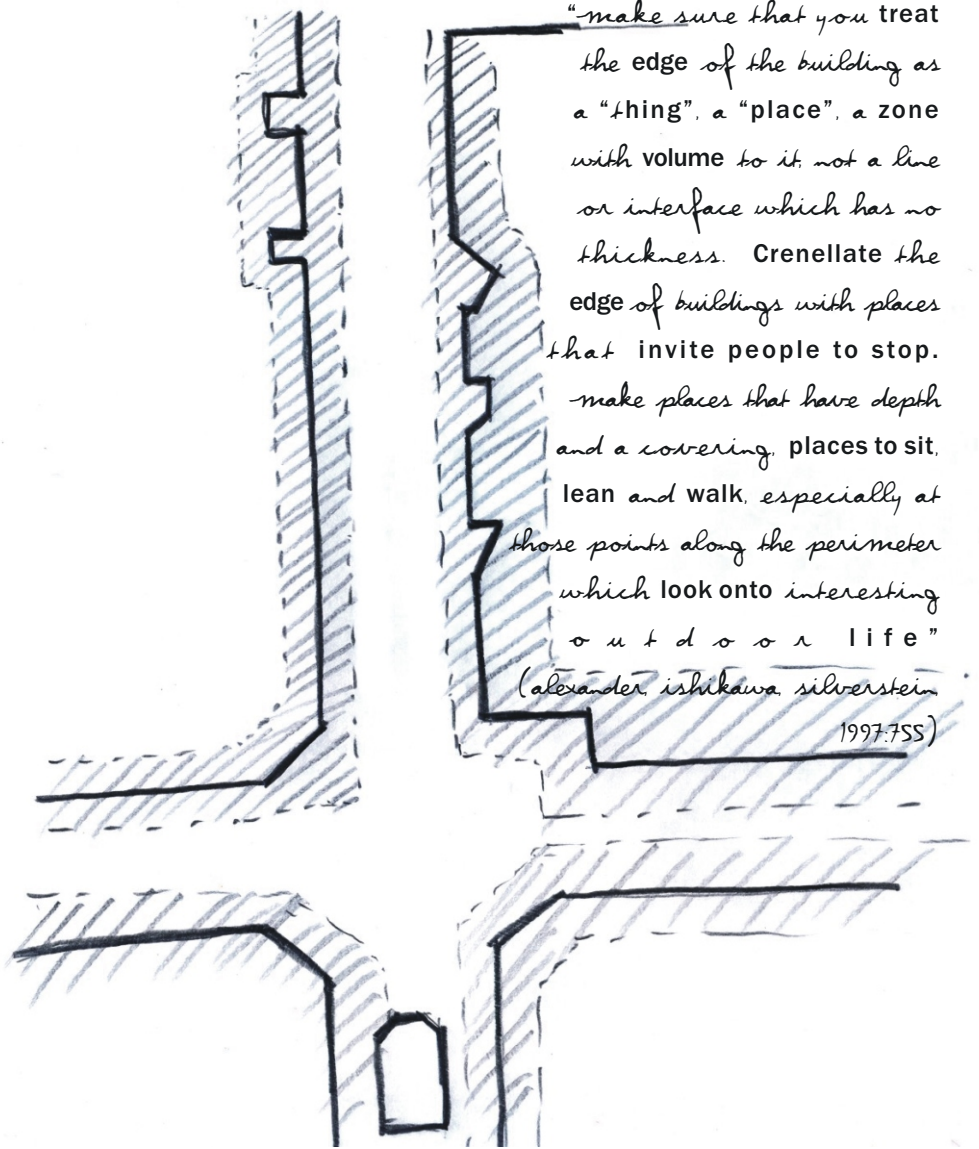 “make sure that you treat
the edge of the building as
a “thing”, a “place”, a zone
with volume to it, not a line
or interface which has no
thickness. Crenellate the
edge of buildings with places
that invite people to stop.
make places that have depth
and a covering, places to sit,
lean and walk, especially at
those points along the perimeter
which look onto interesting
outdoor life”
(alexander, ishikawa, silverstein,
1997:755)